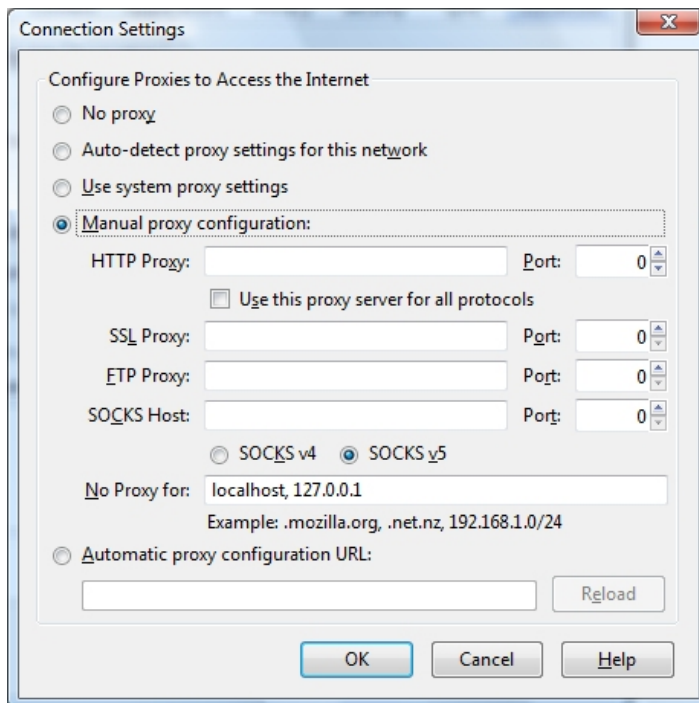 Connection Settings
Configure Proxies to Access the Internet
No proxy
Auto-detect proxy settings for this network
Use system proxy settings
Manual proxy configuration:
HTTP Proxy: Port: 0
Use this proxy server for all protocols
SSL Proxy: Port: 0
FTP Proxy: Port: 0
SOCKS Host: Port: 0
SOCKS v4 SOCKS v5
No Proxy for: localhost, 127.0.0.1
Example: .mozilla.org, .net.nz, 192.168.1.0/24
Automatic proxy configuration URL:
Reload
OK Cancel Help